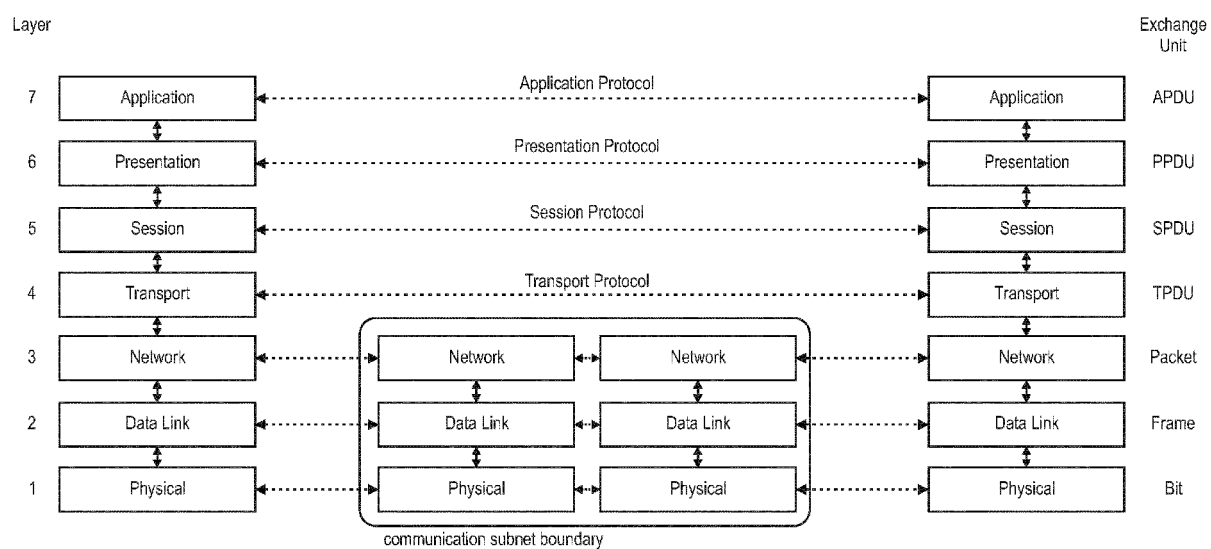 Layer
Exchange
Unit
7 Application Application Protocol Application APDU
6 Presentation Presentation Protocol Presentation PPDU
5 Session Session Protocol Session SPDU
4 Transport Transport Protocol Transport TPDU
3 Network Network Network Network Packet
2 Data Link Data Link Data Link Data Link Frame
1 Physical Physical Physical Physical Bit
communication subnet boundary